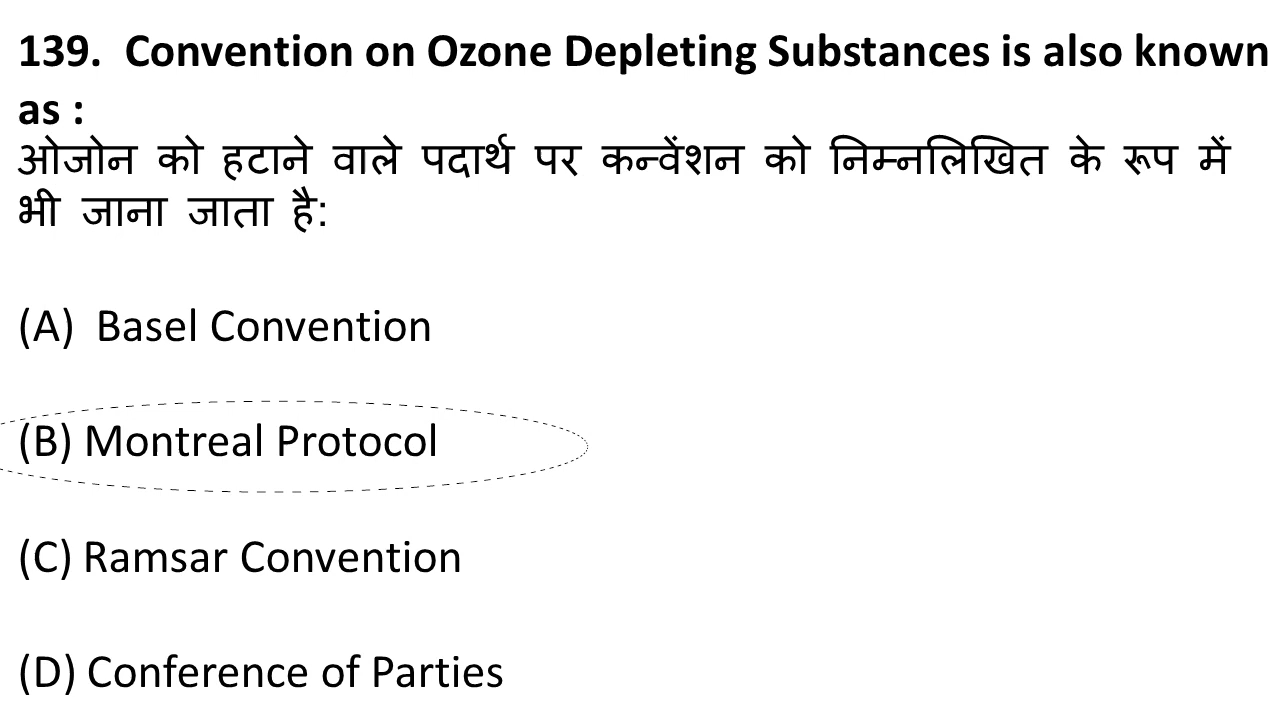 139.  Convention on Ozone Depleting Substances is also known
as :
ओजोन को हटाने वाले पदार्थ पर कन्वेंशन को निम्नलिखित के रूप में
भी जाना जाता है:
(A)  Basel Convention
(B) Montreal Protocol
(C) Ramsar Convention
(D) Conference of Parties